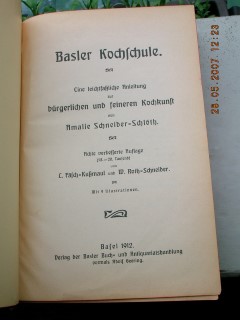 Basler Kochschule.
Eine leichtfaßliche Anleitung
zur
bürgerlichen und feineren Kochkunst
von
Amalie Schneider-Schlöth.
Achte verbesserte Auflage
von
L. Fäsch-Kußmaul und W. Roth-Schneider.
Mit 4 Illustrationen.
Basel 1912.
Verlag der Basler Buch- und Antiquariatshandlung
vormals Adolf Geering.
28.05.2007 12:23